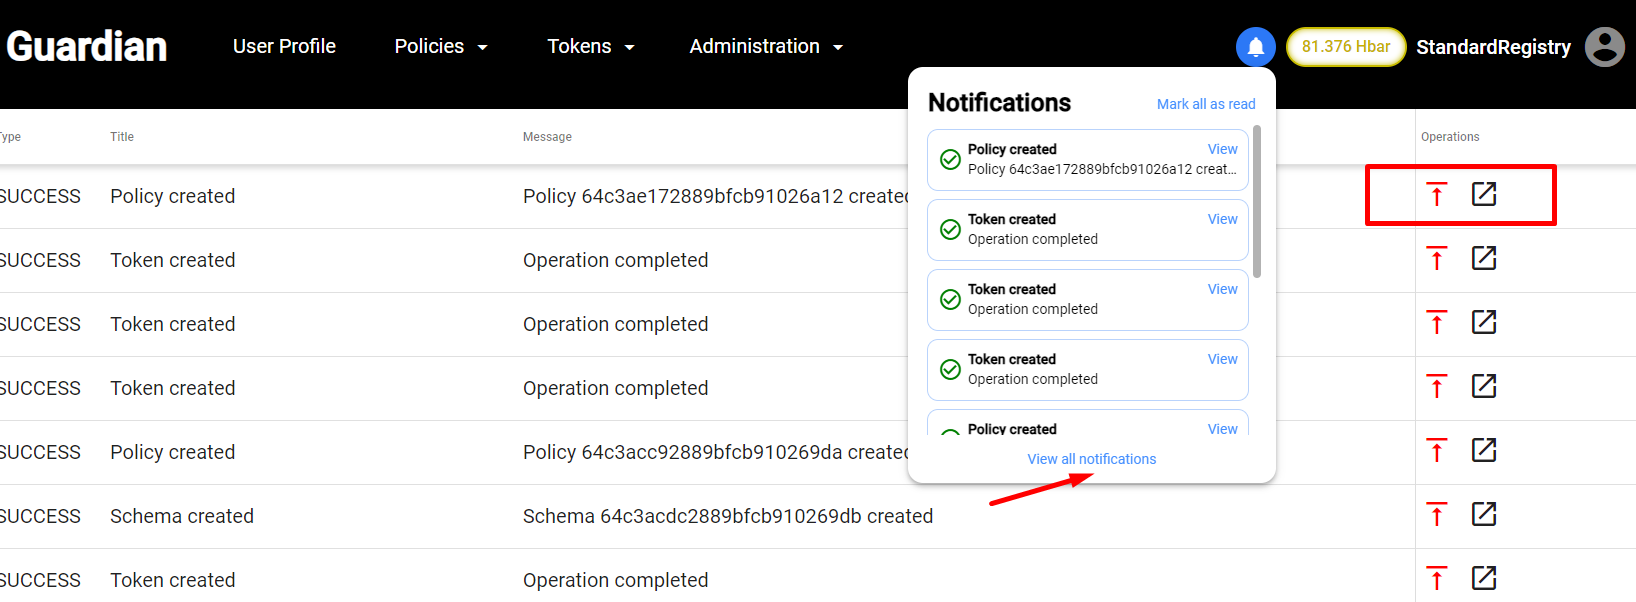 Guardian
User Profile
Policies
Tokens
Administration
81.376 Hbar
StandardRegistry
Notifications
Mark all as read
Policy created
View
Policy 64c3ae172889bfcb91026a12 creat...
Token created
View
Operation completed
Token created
View
Operation completed
Token created
View
Operation completed
Policy created
View
View all notifications
Type Title Message Operations
SUCCESS Policy created Policy 64c3ae172889bfcb91026a12 created
SUCCESS Token created Operation completed
SUCCESS Token created Operation completed
SUCCESS Token created Operation completed
SUCCESS Policy created Policy 64c3acc92889bfcb910269da created
SUCCESS Schema created Schema 64c3acdc2889bfcb910269db created
SUCCESS Token created Operation completed